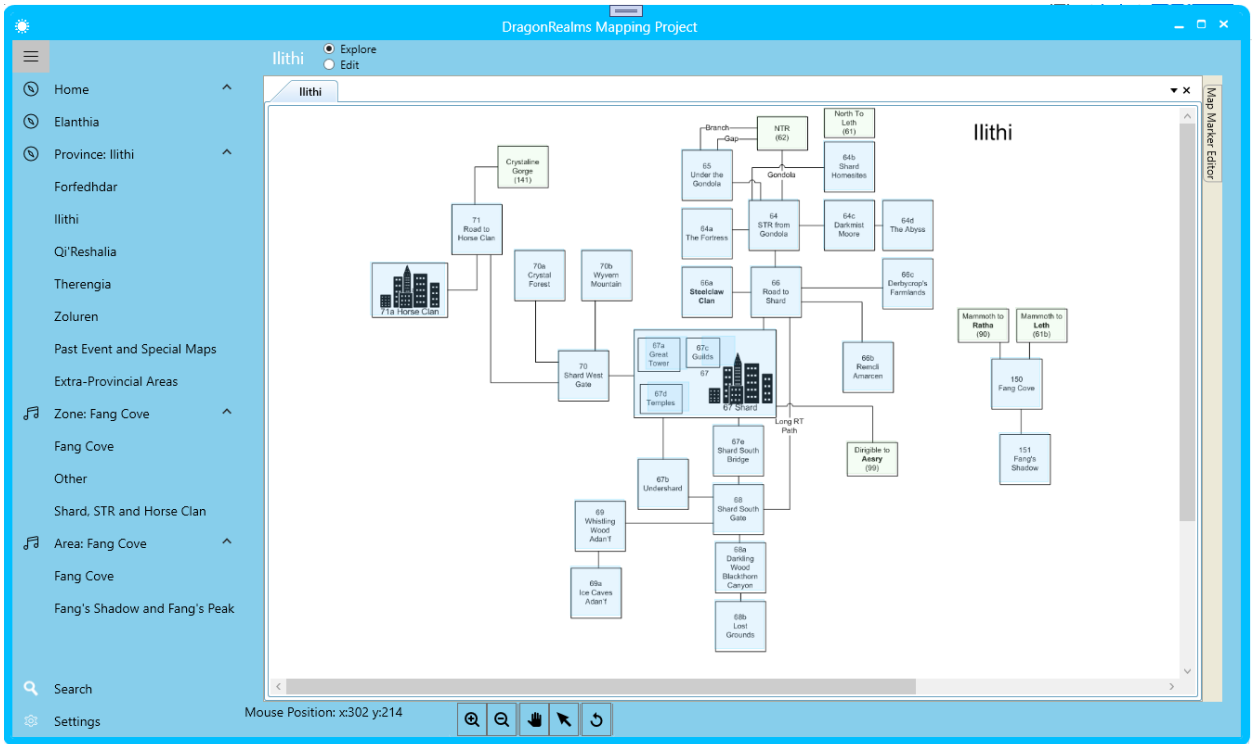 DragonRealms Mapping Project
Ilithi
Explore
Edit
Home
Elanthia
Province: Ilithi
Forfedhdar
Ilithi
Qi'Reshalia
Therengia
Zoluren
Past Event and Special Maps
Extra-Provincial Areas
Zone: Fang Cove
Fang Cove
Other
Shard, STR and Horse Clan
Area: Fang Cove
Fang Cove
Fang's Shadow and Fang's Peak
Search
Settings
Ilithi
Map Marker Editor
Ilithi
North To
Leth
(61)
NTR
(62)
Branch
Gap
Gondola
65
Under the
Gondola
64b
Shard
Homesites
Crystaline
Gorge
(141)
71
Road to
Horse Clan
71a Horse Clan
64a
The Fortress
64
STR from
Gondola
64c
Darkmist
Moore
64d
The Abyss
70a
Crystal
Forest
70b
Wyvern
Mountain
66a
Steelclaw
Clan
66
Road to
Shard
66c
Derbycrop's
Farmlands
Mammoth to
Ratha
(90)
Mammoth to
Leth
(61b)
67a
Great
Tower
67c
Guilds
67
67d
Temples
67 Shard
70
Shard West
Gate
66b
Remcli
Amarcen
150
Fang Cove
Long RT
Path
67e
Shard South
Bridge
Dirigible to
Aesry
(99)
151
Fang's
Shadow
67b
Undershard
68
Shard South
Gate
69
Whistling
Wood
Adan'f
68a
Darkling
Wood
Blackthorn
Canyon
69a
Ice Caves
Adan'f
68b
Lost
Grounds
Mouse Position: x:302 y:214